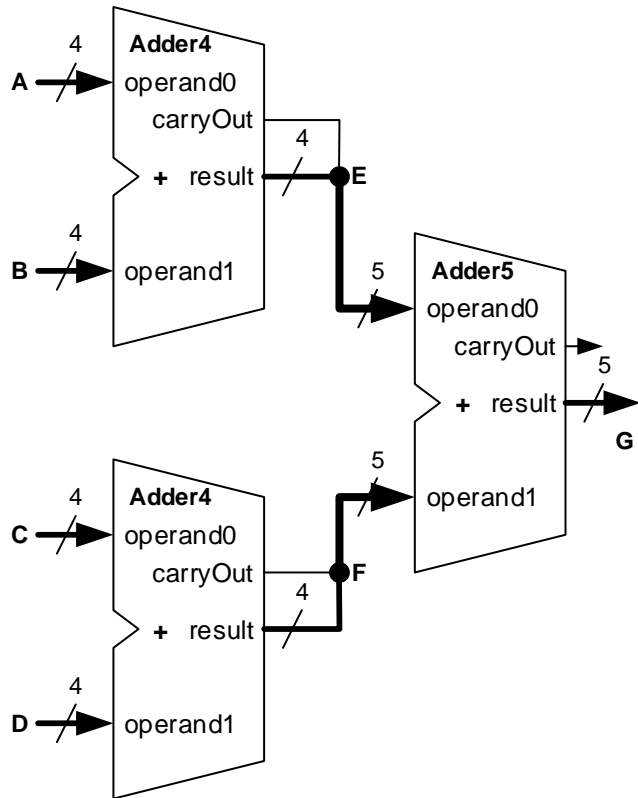 4
Adder4
A
operand0
carryOut
4
+ result
E
4
B
operand1
5
Adder5
operand0
carryOut
5
+ result
G
5
operand1
4
Adder4
C
operand0
carryOut
F
4
+ result
4
D
operand1